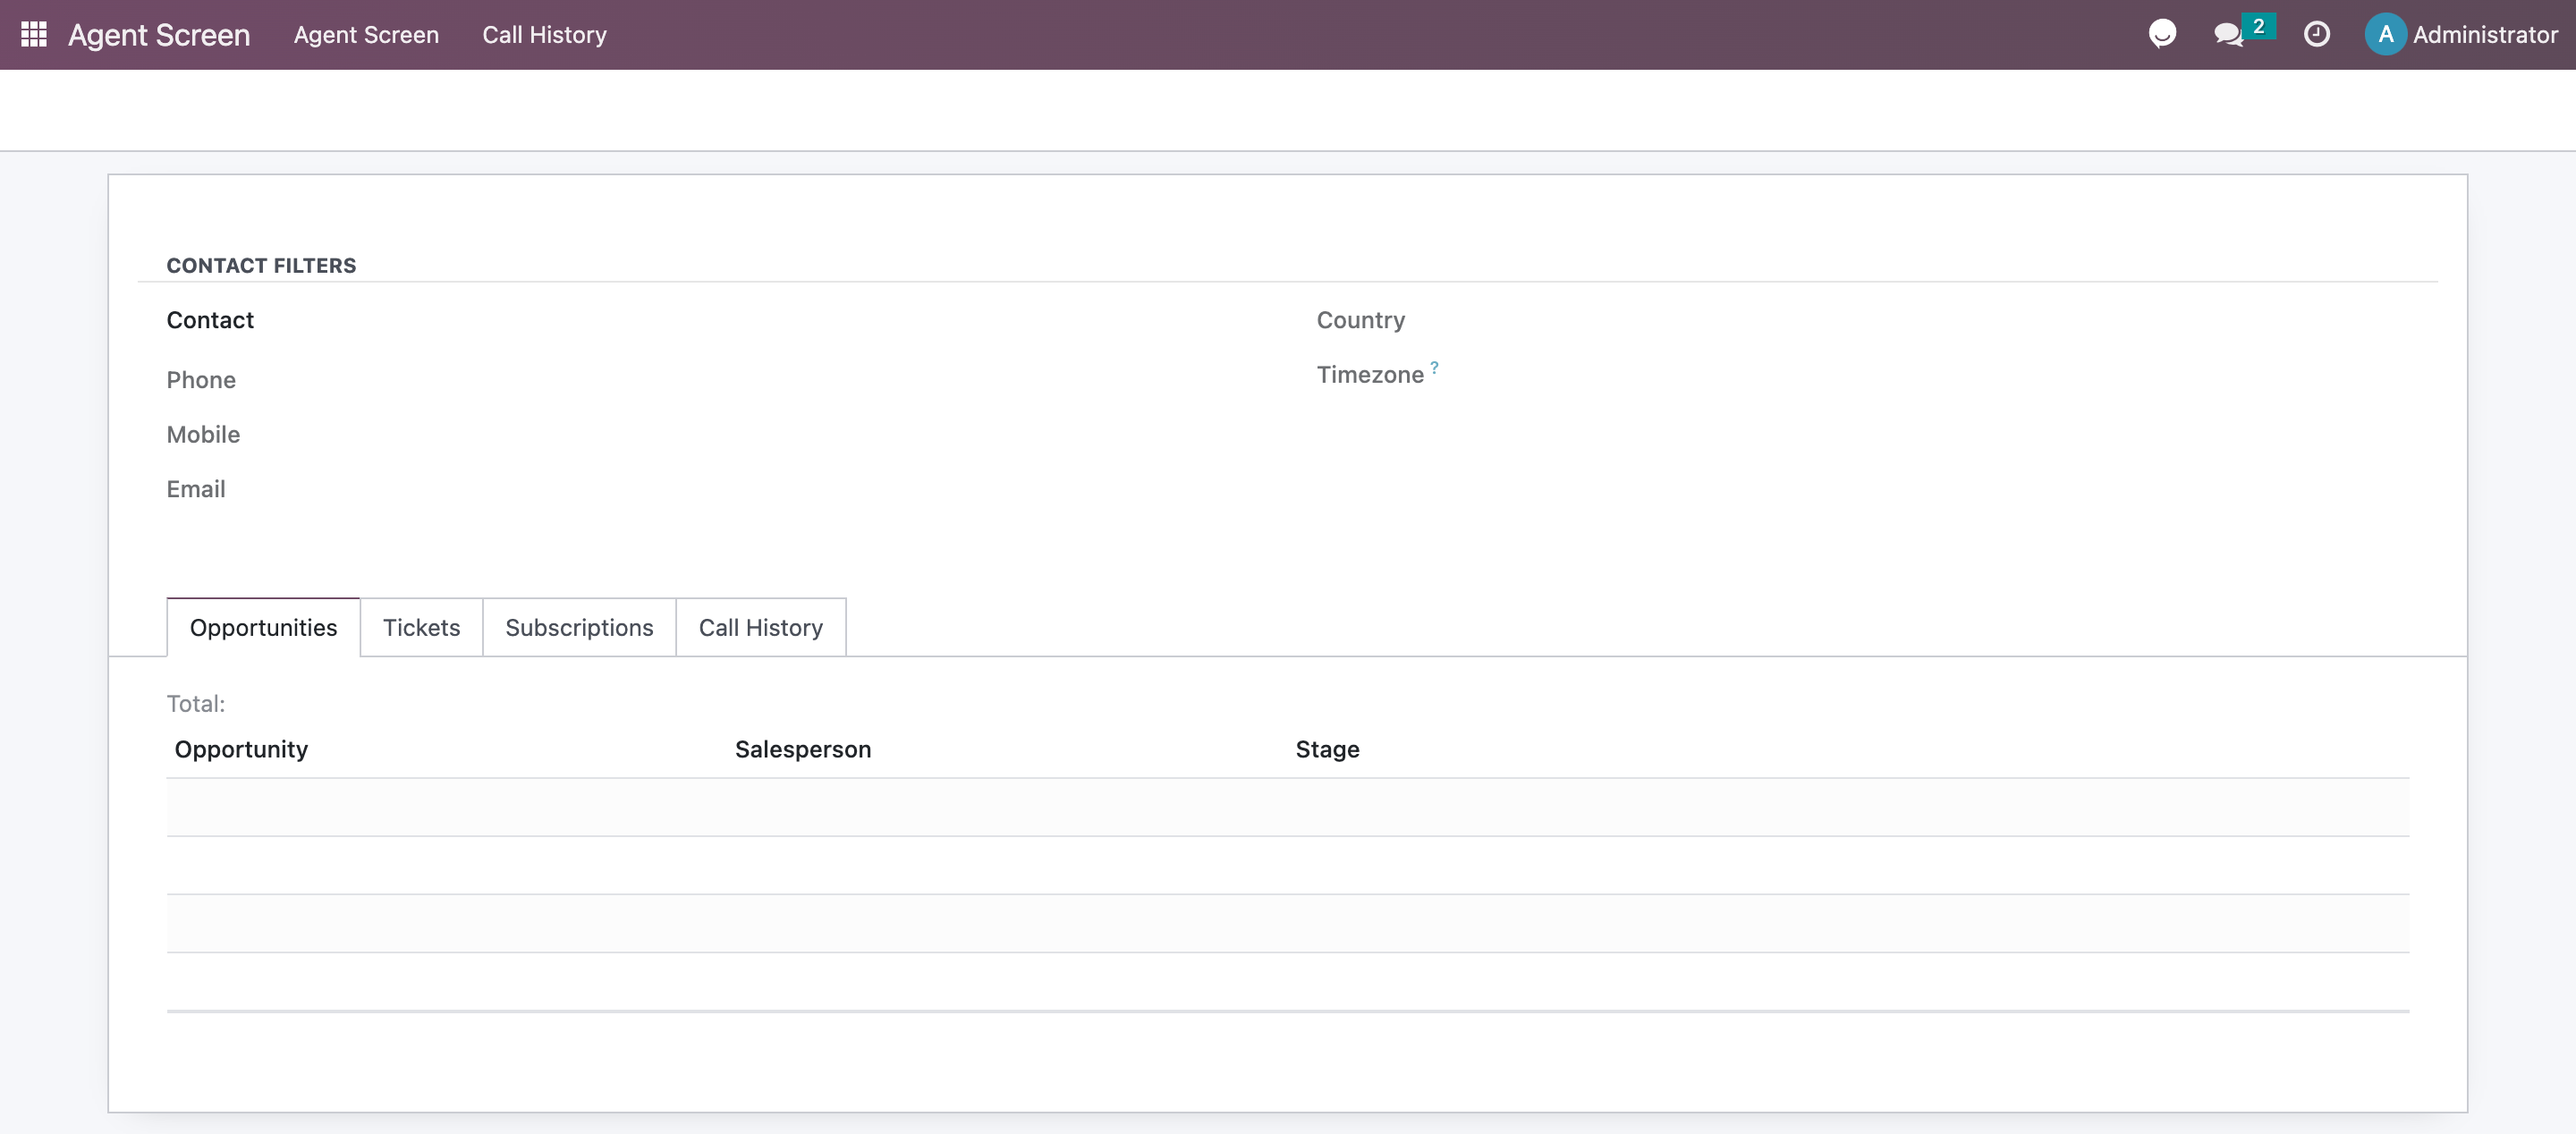 Agent Screen Agent Screen Call History 2 A Administrator
CONTACT FILTERS
Contact Country
Phone Timezone ?
Mobile
Email
Opportunities Tickets Subscriptions Call History
Total:
Opportunity Salesperson Stage